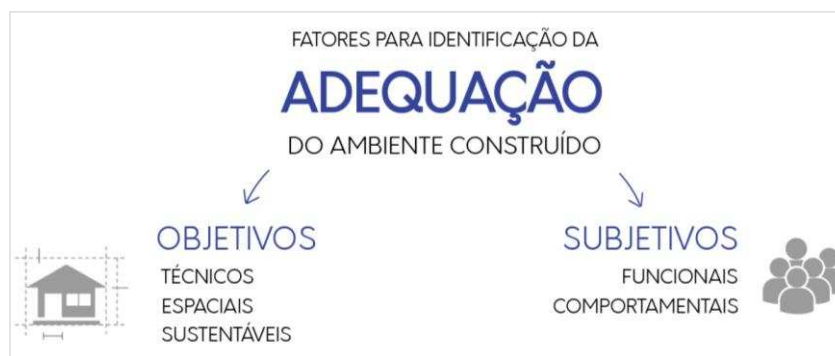 FATORES PARA IDENTIFICAÇÃO DA
ADEQUAÇÃO
DO AMBIENTE CONSTRUÍDO
OBJETIVOS
TÉCNICOS
ESPACIAIS
SUSTENTÁVEIS
SUBJETIVOS
FUNCIONAIS
COMPORTAMENTAIS